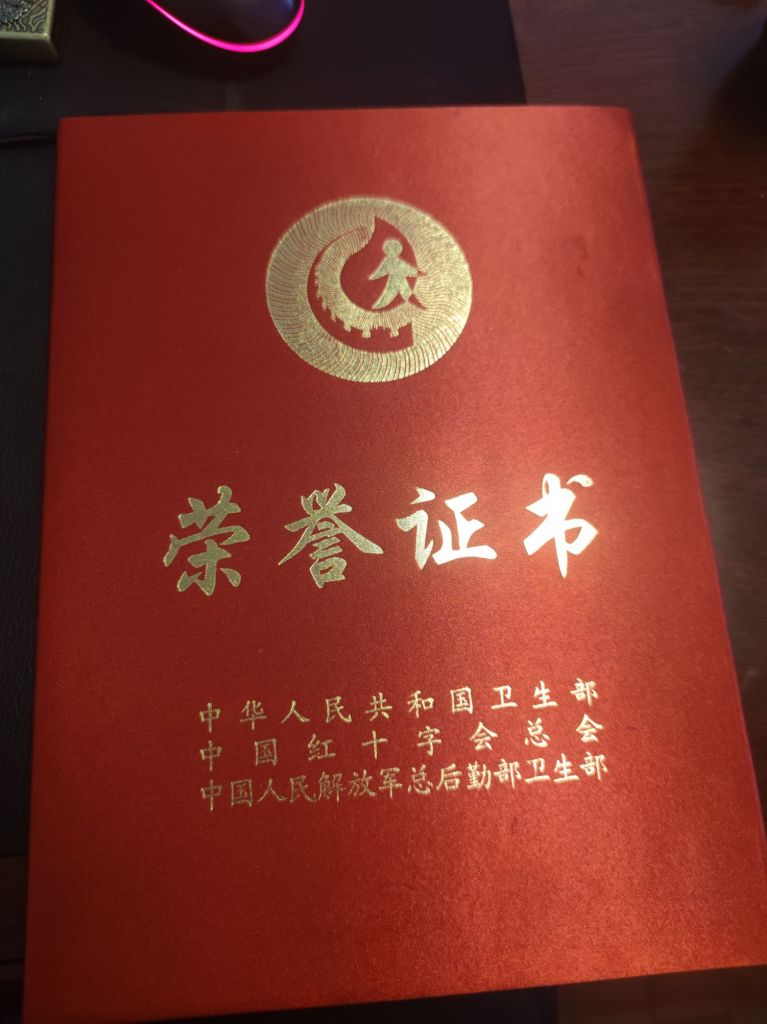 荣誉证书
中华人民共和国卫生部
中国红十字会总会
中国人民解放军总后勤部卫生部